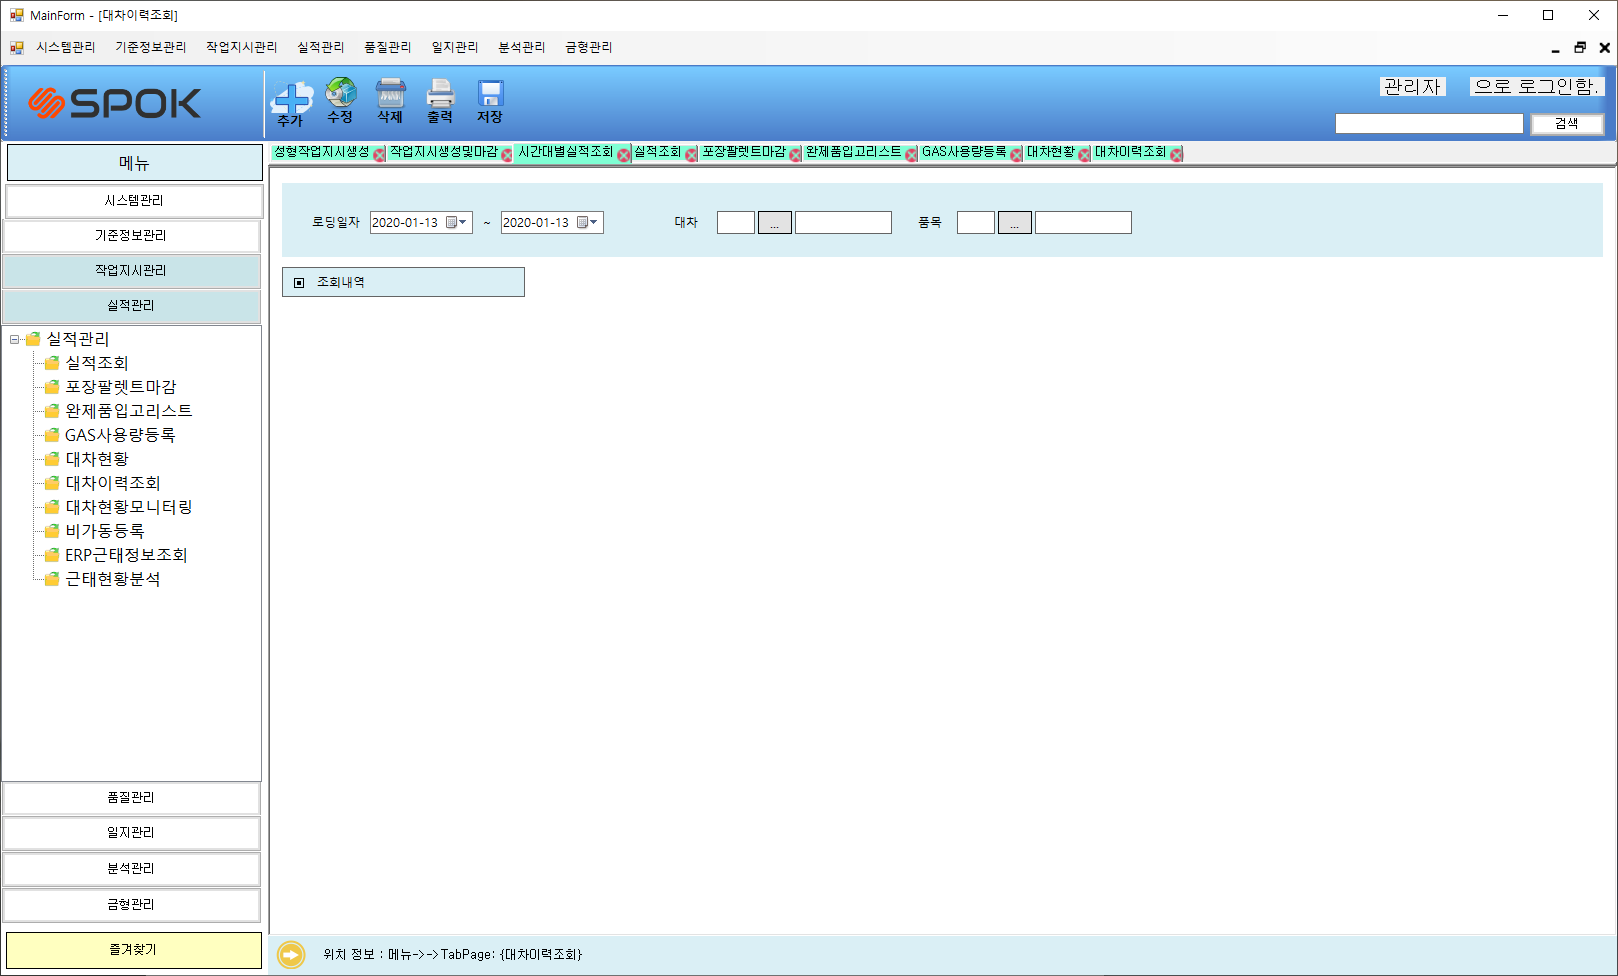 MainForm - [대차이력조회]
시스템관리 기준정보관리 작업지시관리 실적관리 품질관리 일지관리 분석관리 금형관리
SPOK
추가 수정 삭제 출력 저장
관리자 으로 로그인함.
검색
메뉴
성형작업지시생성 작업지시생성및마감 시간대별실적조회 실적조회 포장팔렛트마감 완제품입고리스트 GAS사용량등록 대차현황 대차이력조회
시스템관리
기준정보관리
작업지시관리
실적관리
로딩일자 2020-01-13 ~ 2020-01-13 대차 ... 품목 ...
조회내역
실적관리
실적조회
포장팔렛트마감
완제품입고리스트
GAS사용량등록
대차현황
대차이력조회
대차현황모니터링
비가동등록
ERP근태정보조회
근태현황분석
품질관리
일지관리
분석관리
금형관리
즐겨찾기
위치 정보 : 메뉴->->TabPage: {대차이력조회}